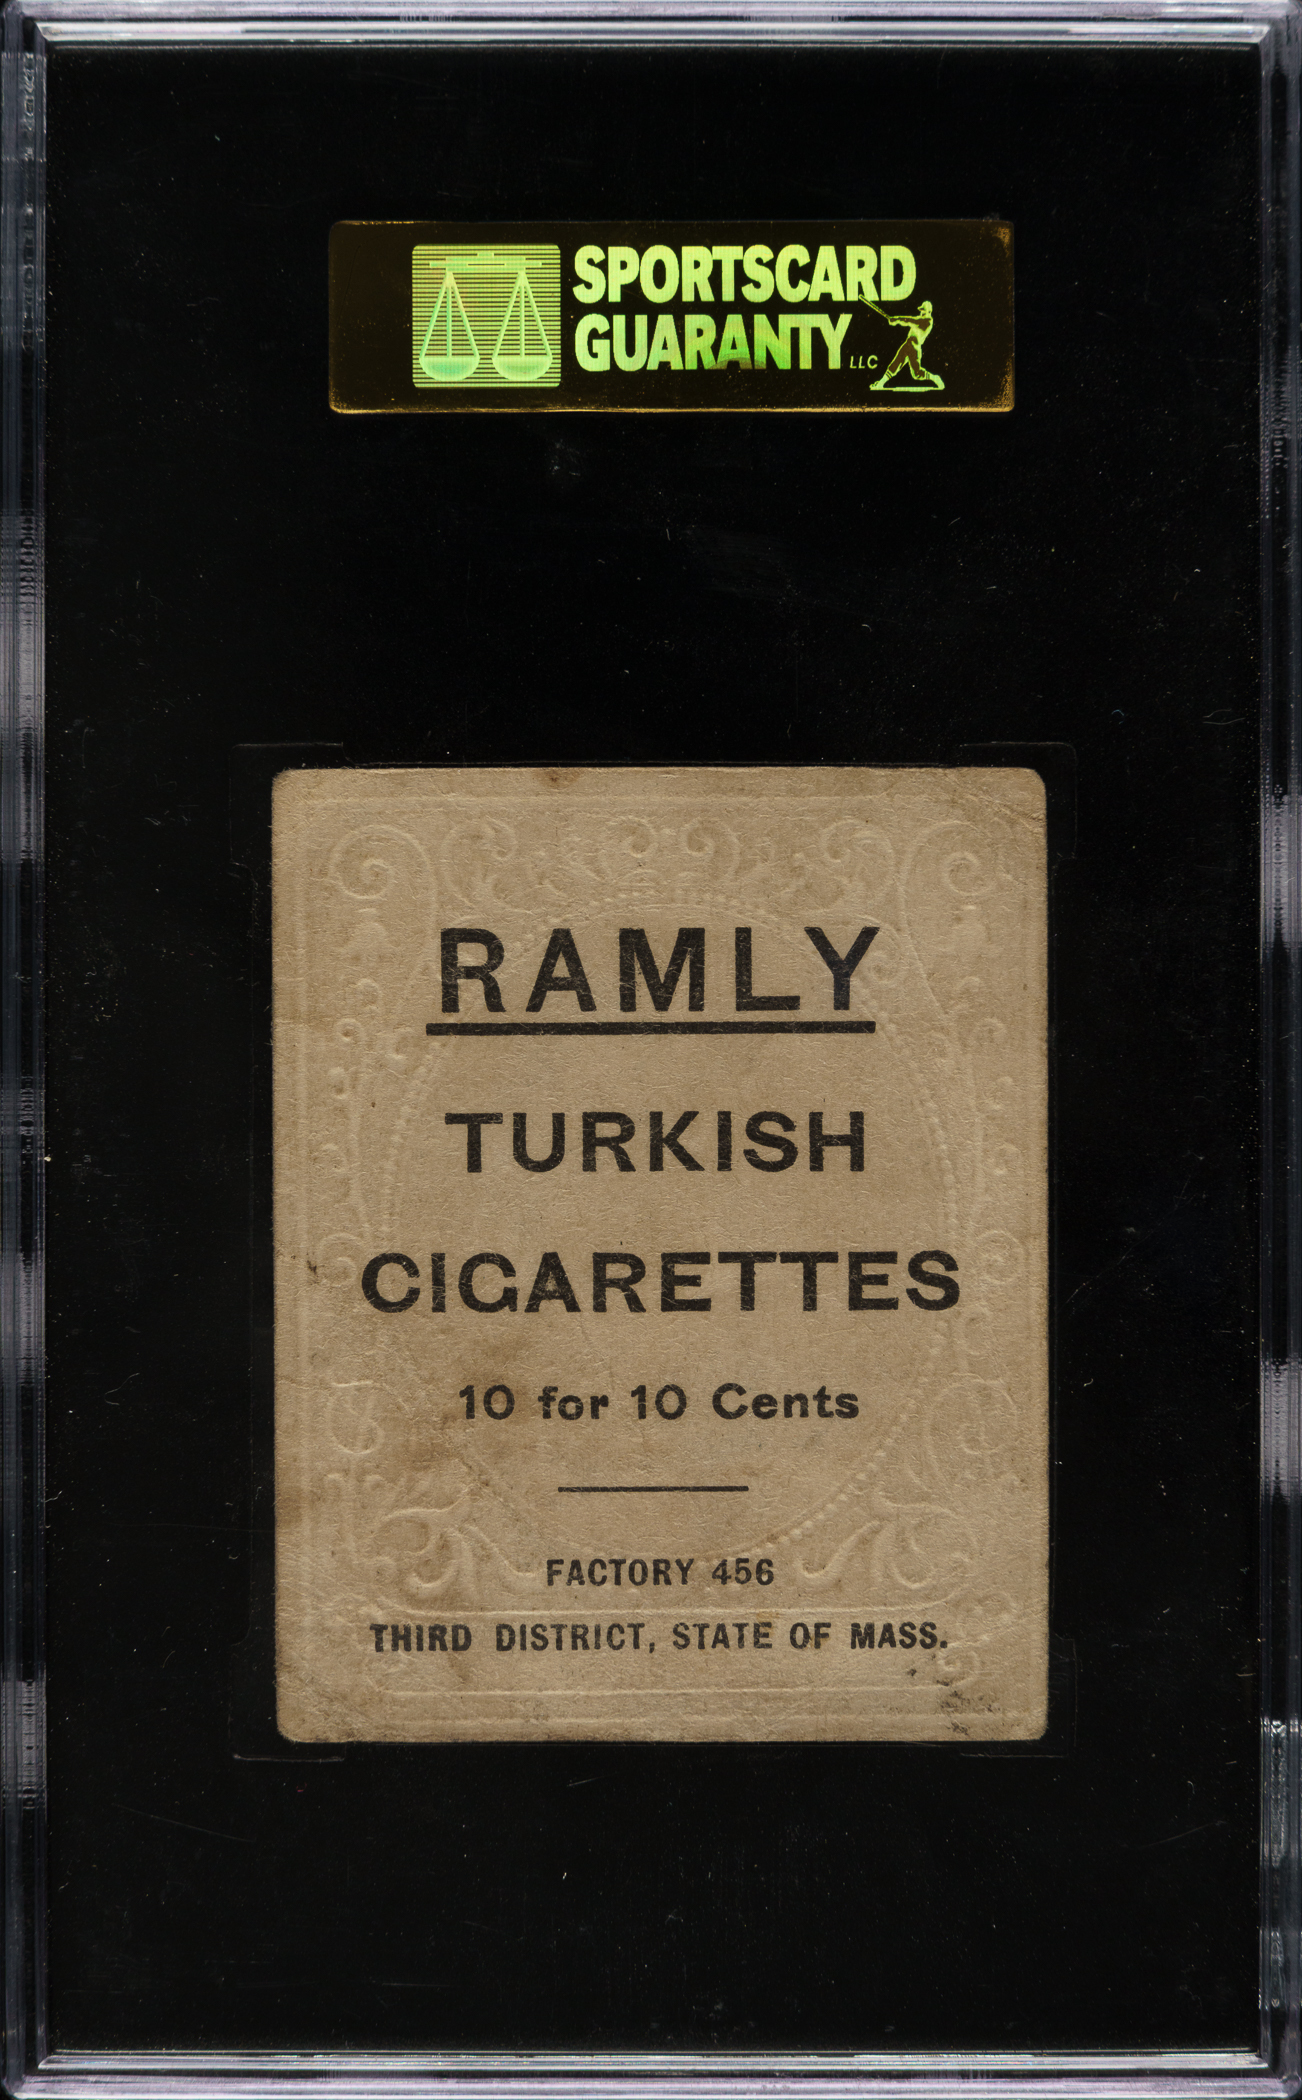 SPORTSCARD
GUARANTY LLC
RAMLY
TURKISH
CIGARETTES
10 for 10 Cents
FACTORY 456
THIRD DISTRICT, STATE OF MASS.